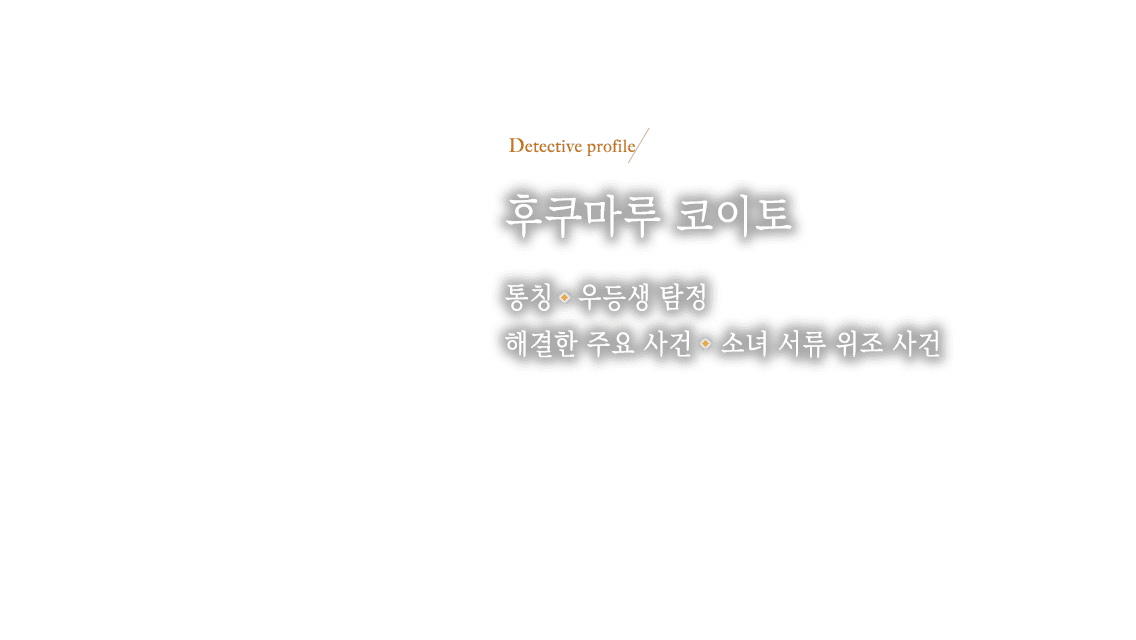 Detective profile
후쿠마루 코이토
통칭◆우등생 탐정
해결한 주요 사건◆소녀 서류 위조 사건